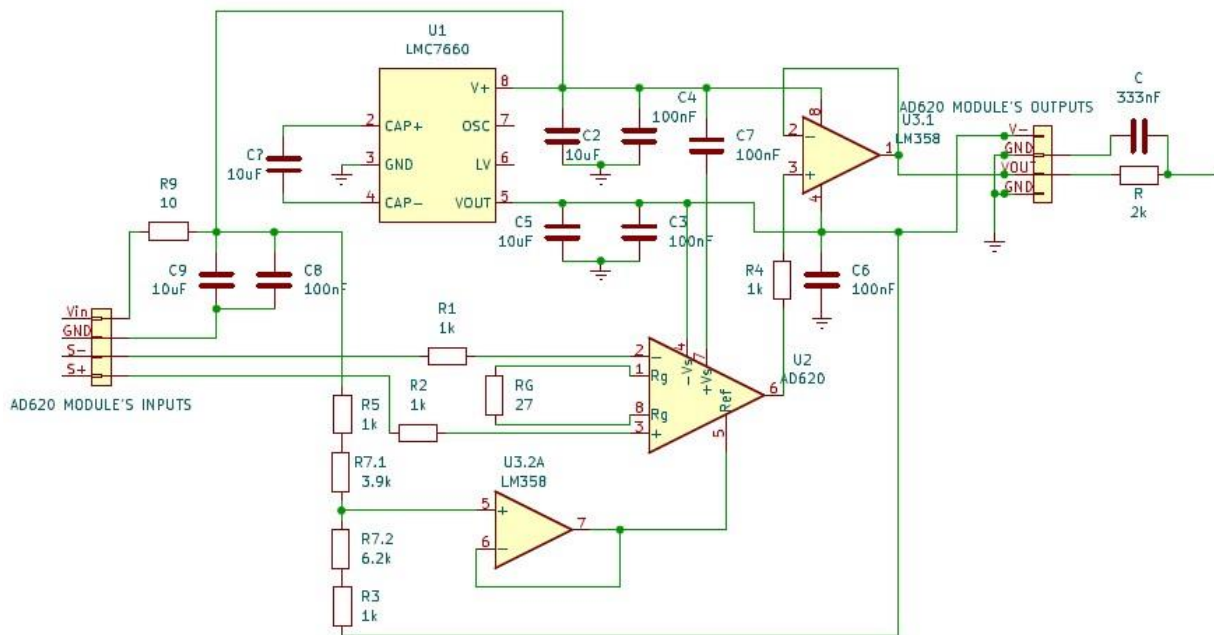 U1
LMC7660
V+
8
2
CAP+
OSC
7
3
GND
LV
6
4
CAP-
VOUT
5
C?
10uF
C2
10uF
C4
100nF
C7
100nF
C5
10uF
C3
100nF
2
3
8
4
1
U3.1
LM358
AD620 MODULE'S OUTPUTS
V-
GND
VOUT
GND
C
333nF
R
2k
R9
10
C9
10uF
C8
100nF
Vin
GND
S-
S+
AD620 MODULE'S INPUTS
R1
1k
R2
1k
RG
27
R4
1k
C6
100nF
2
1
8
3
Rg
Rg
-
+
4
-Vs
7
+Vs
Ref
5
6
U2
AD620
R5
1k
R7.1
3.9k
R7.2
6.2k
R3
1k
U3.2A
LM358
5
+
6
-
7